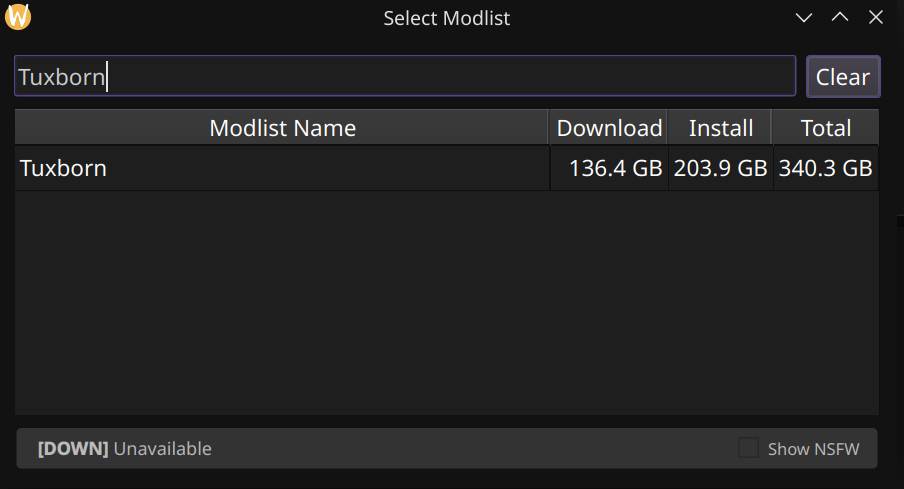 W
Select Modlist
Tuxborn
Clear
Modlist Name Download Install Total
Tuxborn 136.4 GB 203.9 GB 340.3 GB
[DOWN] Unavailable
Show NSFW